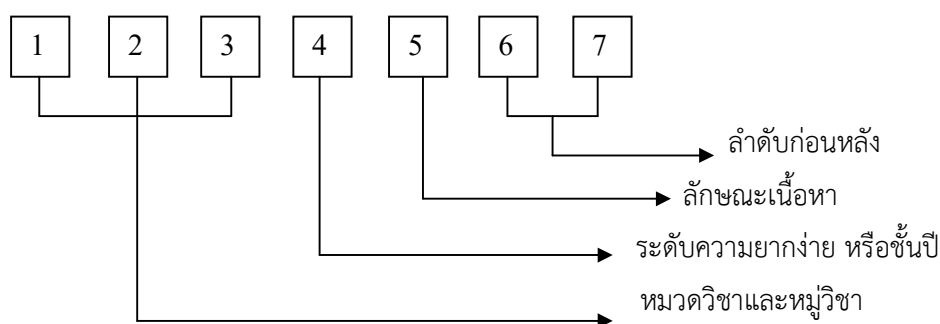 1 2 3 4 5 6 7
ลำดับก่อนหลัง
ลักษณะเนื้อหา
ระดับความยากง่าย หรือชั้นปี
หมวดวิชาและหมู่วิชา